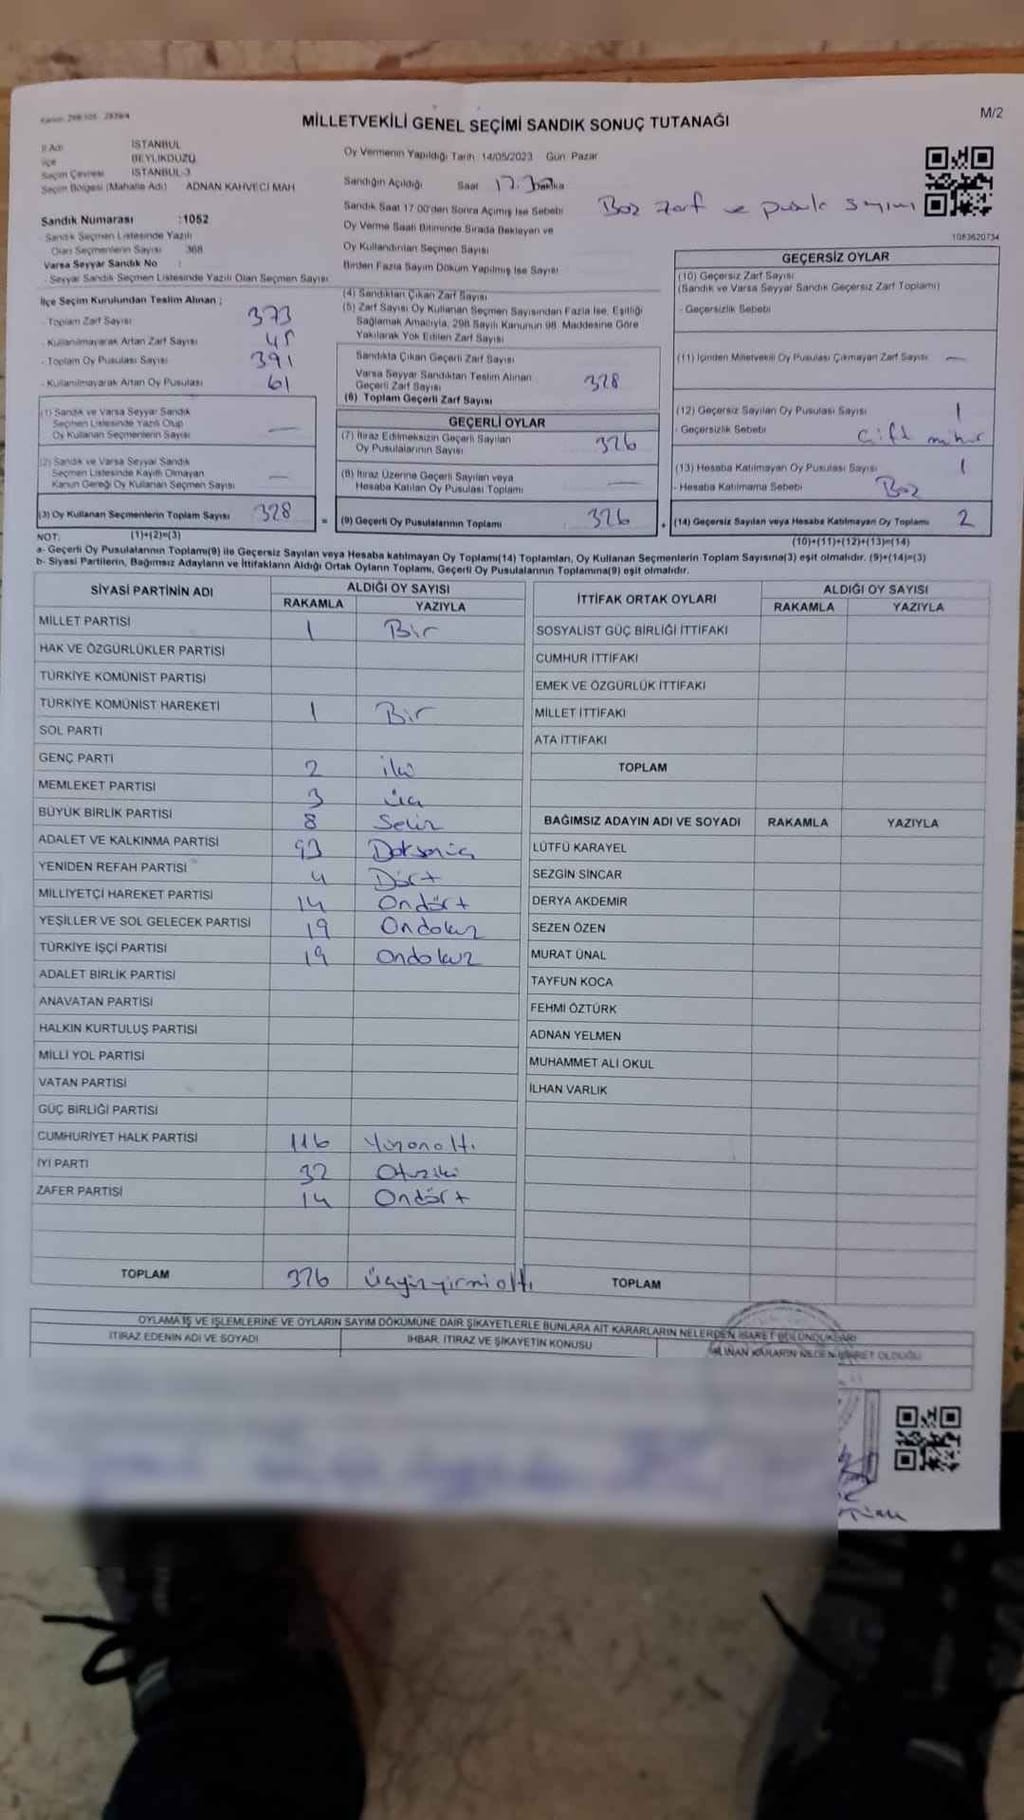 MİLLETVEKİLİ GENEL SEÇİMİ SANDIK SONUÇ TUTANAĞI
M/2
İl Adı İSTANBUL
İlçe BEYLİKDÜZÜ
Seçim Çevresi İSTANBUL-3
Seçim Bölgesi (Mahalle Adı) ADNAN KAHVECİ MAH
Sandık Numarası :1052
Sandık Seçmen Listesinde Yazılı
Olan Seçmenlerin Sayısı 368
Varsa Seyyar Sandık No :
- Seyyar Sandık Seçmen Listesinde Yazılı Olan Seçmen Sayısı
İlçe Seçim Kurulundan Teslim Alınan ;
- Toplam Zarf Sayısı 373
- Kullanılmayarak Artan Zarf Sayısı 45
- Toplam Oy Pusulası Sayısı 391
- Kullanılmayarak Artan Oy Pusulası 61
(1) Sandık ve Varsa Seyyar Sandık
Seçmen Listesinde Yazılı Olup
Oy Kullanan Seçmenlerin Sayısı —
(2) Sandık ve Varsa Seyyar Sandık
Seçmen Listesinde Kayıtlı Olmayan
Kanun Gereği Oy Kullanan Seçmen Sayısı —
(3) Oy Kullanan Seçmenlerin Toplam Sayısı 328
(1)+(2)=(3)
Oy Vermenin Yapıldığı Tarih: 14/05/2023 Gün: Pazar
Sandığın Açıldığı Saat 17:30 Dakika
Sandık Saat 17:00'den Sonra Açımış İse Sebebi Boş zarf ve pusula sayımı
Oy Verme Saati Bitiminde Sırada Bekleyen ve
Oy Kullandırılan Seçmen Sayısı
Birden Fazla Sayım Döküm Yapılmış İse Sayısı
(4) Sandıktan Çıkan Zarf Sayısı
(5) Zarf Sayısı Oy Kullanan Seçmen Sayısından Fazla İse, Eşitliği
Sağlamak Amacıyla, 298 Sayılı Kanunun 98. Maddesine Göre
Yakılarak Yok Edilen Zarf Sayısı
Sandıkta Çıkan Geçerli Zarf Sayısı
Varsa Seyyar Sandıktan Teslim Alınan
Geçerli Zarf Sayısı
(6) Toplam Geçerli Zarf Sayısı 328
GEÇERLİ OYLAR
(7) İtiraz Edilmeksizin Geçerli Sayılan
Oy Pusulalarının Sayısı 326
(8) İtiraz Üzerine Geçerli Sayılan veya
Hesaba Katılan Oy Pusulası Toplamı —
= (9) Geçerli Oy Pusulalarının Toplamı 326
1083620734
GEÇERSİZ OYLAR
(10) Geçersiz Zarf Sayısı
(Sandık ve Varsa Seyyar Sandık Geçersiz Zarf Toplamı)
- Geçersizlik Sebebi
(11) İçinden Milletvekili Oy Pusulası Çıkmayan Zarf Sayısı —
(12) Geçersiz Sayılan Oy Pusulası Sayısı 1
- Geçersizlik Sebebi Çift mühür
(13) Hesaba Katılmayan Oy Pusulası Sayısı 1
- Hesaba Katılmama Sebebi Boş
+ (14) Geçersiz Sayılan veya Hesaba Katılmayan Oy Toplamı 2
(10)+(11)+(12)+(13)=(14)
NOT:
a- Geçerli Oy Pusulalarının Toplamı(9) ile Geçersiz Sayılan veya Hesaba katılmayan Oy Toplamı(14) Toplamları, Oy Kullanan Seçmenlerin Toplam Sayısına(3) eşit olmalıdır. (9)+(14)=(3)
b- Siyasi Partilerin, Bağımsız Adayların ve İttifakların Aldığı Ortak Oyların Toplamı, Geçerli Oy Pusulalarının Toplamına(9) eşit olmalıdır.
SİYASİ PARTİNİN ADI ALDIĞI OY SAYISI
RAKAMLA YAZIYLA
MİLLET PARTİSİ 1 Bir
HAK VE ÖZGÜRLÜKLER PARTİSİ
TÜRKİYE KOMÜNİST PARTİSİ
TÜRKİYE KOMÜNİST HAREKETİ 1 Bir
SOL PARTİ
GENÇ PARTİ 2 iki
MEMLEKET PARTİSİ 3 üç
BÜYÜK BİRLİK PARTİSİ 8 Sekiz
ADALET VE KALKINMA PARTİSİ 93 Doksanüç
YENİDEN REFAH PARTİSİ 4 Dört
MİLLİYETÇİ HAREKET PARTİSİ 14 Ondört
YEŞİLLER VE SOL GELECEK PARTİSİ 19 Ondokuz
TÜRKİYE İŞÇİ PARTİSİ 19 Ondokuz
ADALET BİRLİK PARTİSİ
ANAVATAN PARTİSİ
HALKIN KURTULUŞ PARTİSİ
MİLLİ YOL PARTİSİ
VATAN PARTİSİ
GÜÇ BİRLİĞİ PARTİSİ
CUMHURİYET HALK PARTİSİ 116 Yüzonaltı
İYİ PARTİ 32 Otuziki
ZAFER PARTİSİ 14 Ondört
TOPLAM 326 Üçyüzyirmialtı
İTTİFAK ORTAK OYLARI ALDIĞI OY SAYISI
RAKAMLA YAZIYLA
SOSYALİST GÜÇ BİRLİĞİ İTTİFAKI
CUMHUR İTTİFAKI
EMEK VE ÖZGÜRLÜK İTTİFAKI
MİLLET İTTİFAKI
ATA İTTİFAKI
TOPLAM
BAĞIMSIZ ADAYIN ADI VE SOYADI RAKAMLA YAZIYLA
LÜTFÜ KARAYEL
SEZGİN SİNCAR
DERYA AKDEMİR
SEZEN ÖZEN
MURAT ÜNAL
TAYFUN KOCA
FEHMİ ÖZTÜRK
ADNAN YELMEN
MUHAMMET ALİ OKUL
İLHAN VARLIK
TOPLAM
OYLAMA İŞ VE İŞLEMLERİNE VE OYLARIN SAYIM DÖKÜMÜNE DAİR ŞİKAYETLERLE BUNLARA AİT KARARLARIN NELERDEN İBARET BULUNDUKLARI
İTİRAZ EDENİN ADI VE SOYADI İHBAR, İTİRAZ VE ŞİKAYETİN KONUSU ALINAN KARARIN NEDEN İBARET OLDUĞU